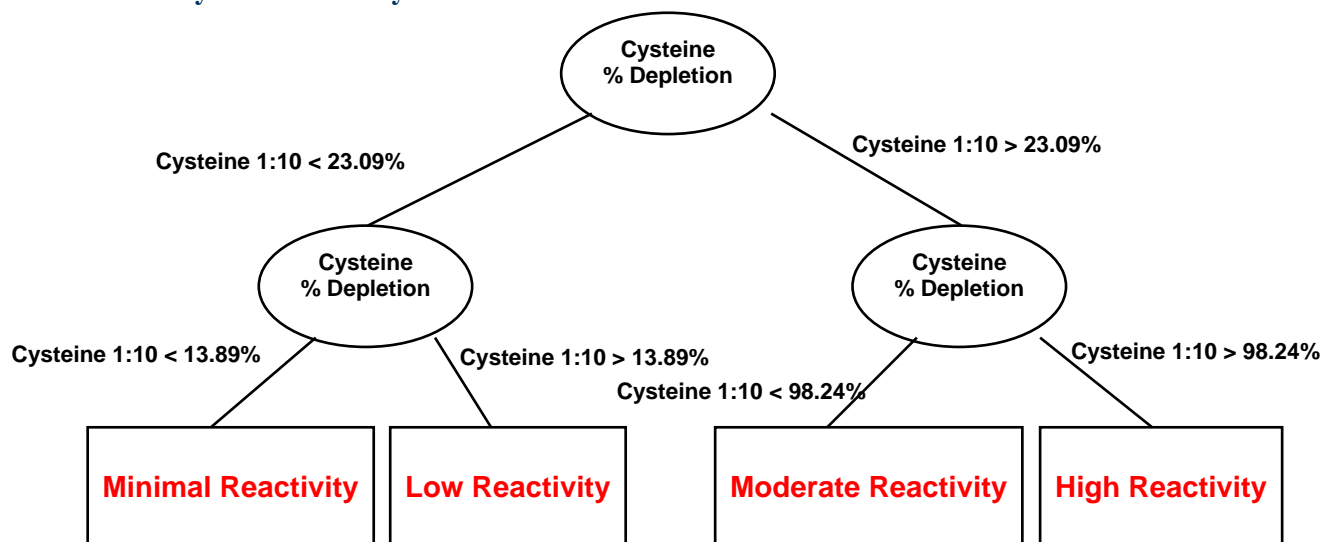 Cysteine
% Depletion
Cysteine 1:10 < 23.09%
Cysteine 1:10 > 23.09%
Cysteine
% Depletion
Cysteine
% Depletion
Cysteine 1:10 < 13.89%
Cysteine 1:10 > 13.89%
Cysteine 1:10 < 98.24%
Cysteine 1:10 > 98.24%
Minimal Reactivity
Low Reactivity
Moderate Reactivity
High Reactivity